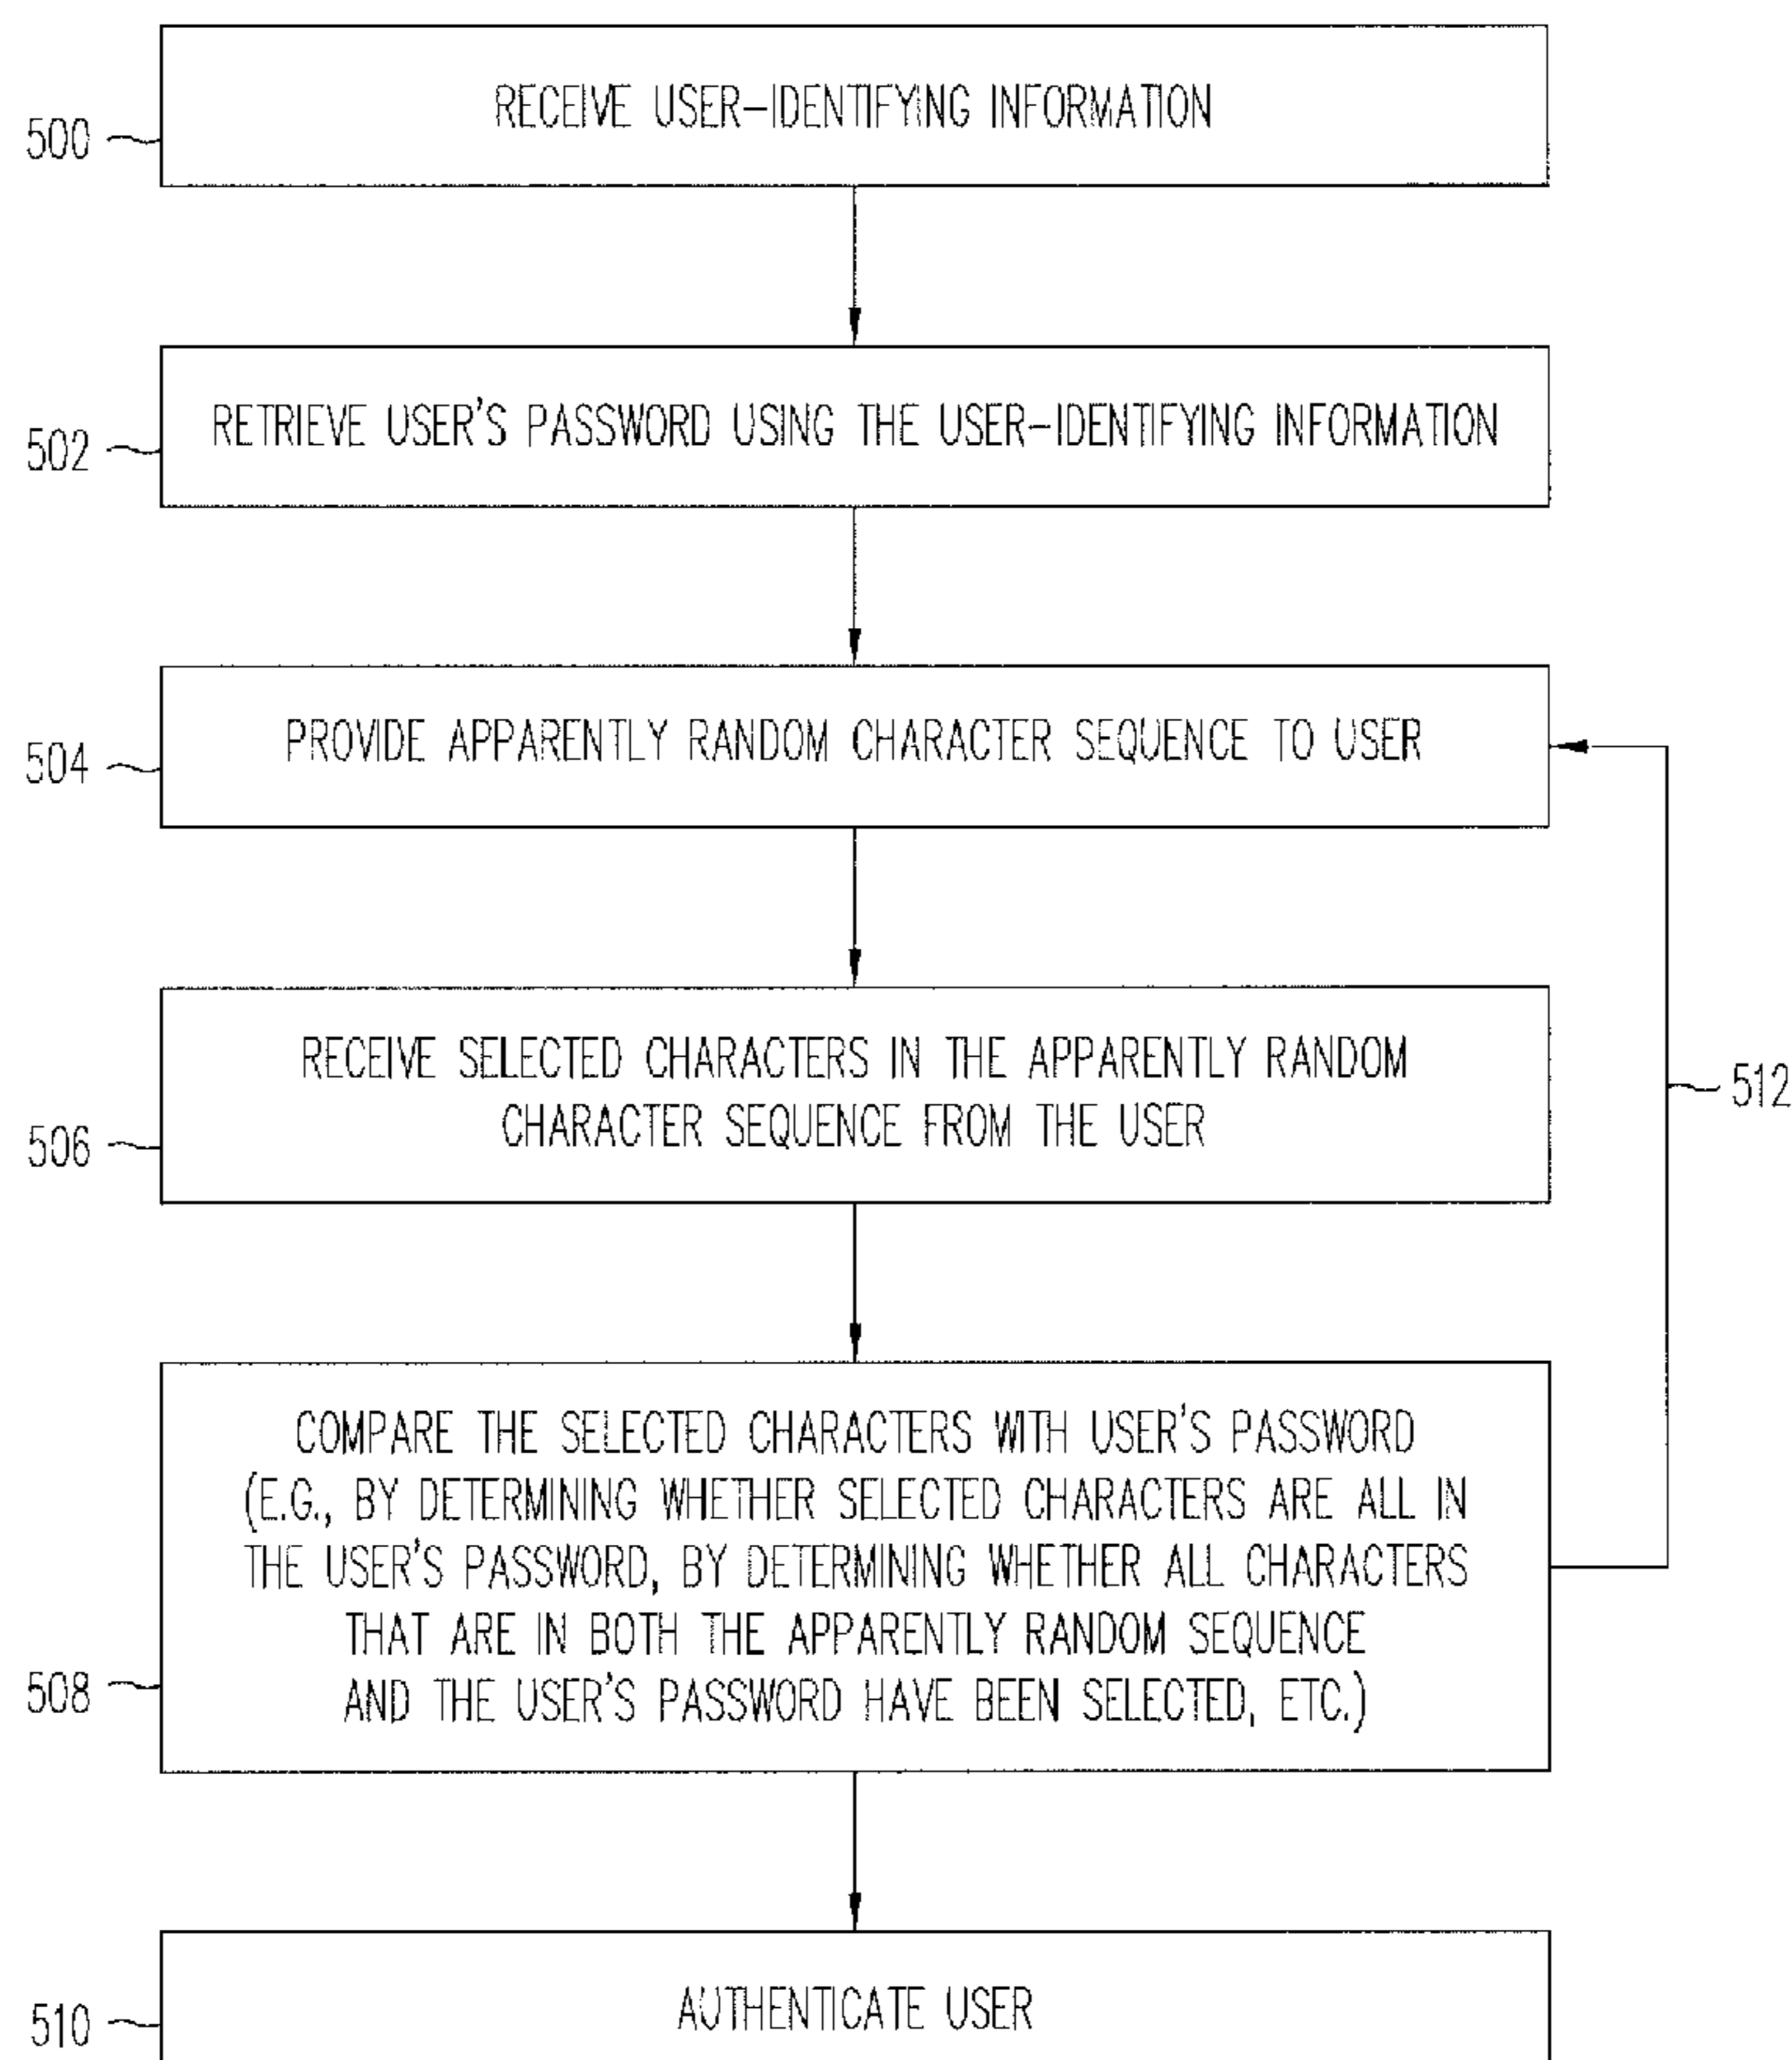 RECEIVE USER-IDENTIFYING INFORMATION
500
RETRIEVE USER'S PASSWORD USING THE USER-IDENTIFYING INFORMATION
502
PROVIDE APPARENTLY RANDOM CHARACTER SEQUENCE TO USER
504
RECEIVE SELECTED CHARACTERS IN THE APPARENTLY RANDOM
CHARACTER SEQUENCE FROM THE USER
506
512
COMPARE THE SELECTED CHARACTERS WITH USER'S PASSWORD
(E.G., BY DETERMINING WHETHER SELECTED CHARACTERS ARE ALL IN
THE USER'S PASSWORD, BY DETERMINING WHETHER ALL CHARACTERS
THAT ARE IN BOTH THE APPARENTLY RANDOM SEQUENCE
AND THE USER'S PASSWORD HAVE BEEN SELECTED, ETC.)
508
AUTHENTICATE USER
510